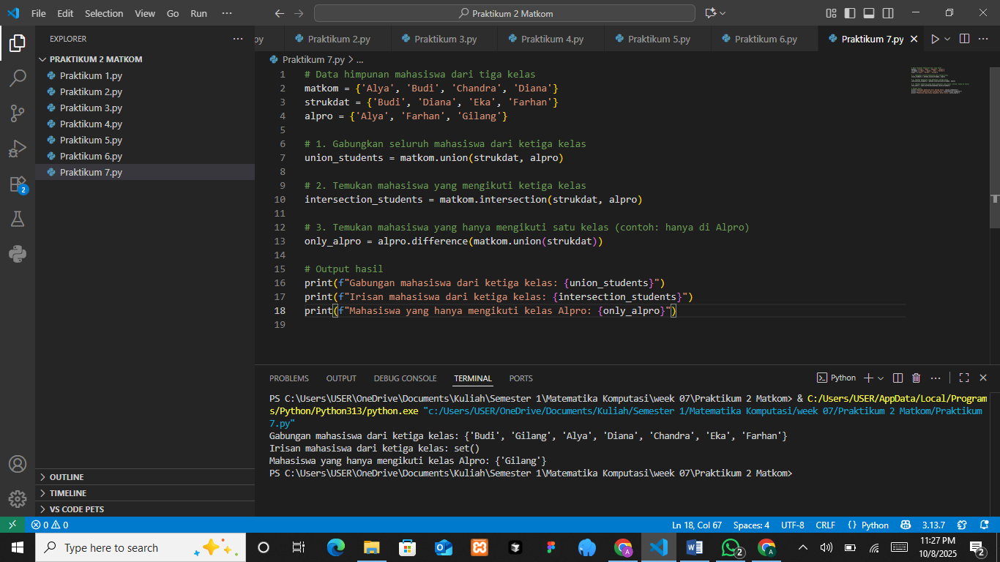 File Edit Selection View Go Run ···
Praktikum 2 Matkom
EXPLORER
PRAKTIKUM 2 MATKOM
Praktikum 1.py
Praktikum 2.py
Praktikum 3.py
Praktikum 4.py
Praktikum 5.py
Praktikum 6.py
Praktikum 7.py
OUTLINE
TIMELINE
VS CODE PETS
2
py Praktikum 2.py Praktikum 3.py Praktikum 4.py Praktikum 5.py Praktikum 6.py Praktikum 7.py
Praktikum 7.py > ...
1 # Data himpunan mahasiswa dari tiga kelas
2 matkom = {'Alya', 'Budi', 'Chandra', 'Diana'}
3 strukdat = {'Budi', 'Diana', 'Eka', 'Farhan'}
4 alpro = {'Alya', 'Farhan', 'Gilang'}
5
6 # 1. Gabungkan seluruh mahasiswa dari ketiga kelas
7 union_students = matkom.union(strukdat, alpro)
8
9 # 2. Temukan mahasiswa yang mengikuti ketiga kelas
10 intersection_students = matkom.intersection(strukdat, alpro)
11
12 # 3. Temukan mahasiswa yang hanya mengikuti satu kelas (contoh: hanya di Alpro)
13 only_alpro = alpro.difference(matkom.union(strukdat))
14
15 # Output hasil
16 print(f"Gabungan mahasiswa dari ketiga kelas: {union_students}")
17 print(f"Irisan mahasiswa dari ketiga kelas: {intersection_students}")
18 print(f"Mahasiswa yang hanya mengikuti kelas Alpro: {only_alpro}")
19
PROBLEMS OUTPUT DEBUG CONSOLE TERMINAL PORTS
Python
PS C:\Users\USER\OneDrive\Documents\Kuliah\Semester 1\Matematika Komputasi\week 07\Praktikum 2 Matkom> & C:/Users/USER/AppData/Local/Program
s/Python/Python313/python.exe "c:/Users/USER/OneDrive/Documents/Kuliah/Semester 1/Matematika Komputasi/week 07/Praktikum 2 Matkom/Praktikum
7.py"
Gabungan mahasiswa dari ketiga kelas: {'Budi', 'Gilang', 'Alya', 'Diana', 'Chandra', 'Eka', 'Farhan'}
Irisan mahasiswa dari ketiga kelas: set()
Mahasiswa yang hanya mengikuti kelas Alpro: {'Gilang'}
PS C:\Users\USER\OneDrive\Documents\Kuliah\Semester 1\Matematika Komputasi\week 07\Praktikum 2 Matkom>
0 0
Ln 18, Col 67 Spaces: 4 UTF-8 CRLF {} Python 3.13.7
Type here to search
A
W
2
A
11:27 PM
10/8/2025
2